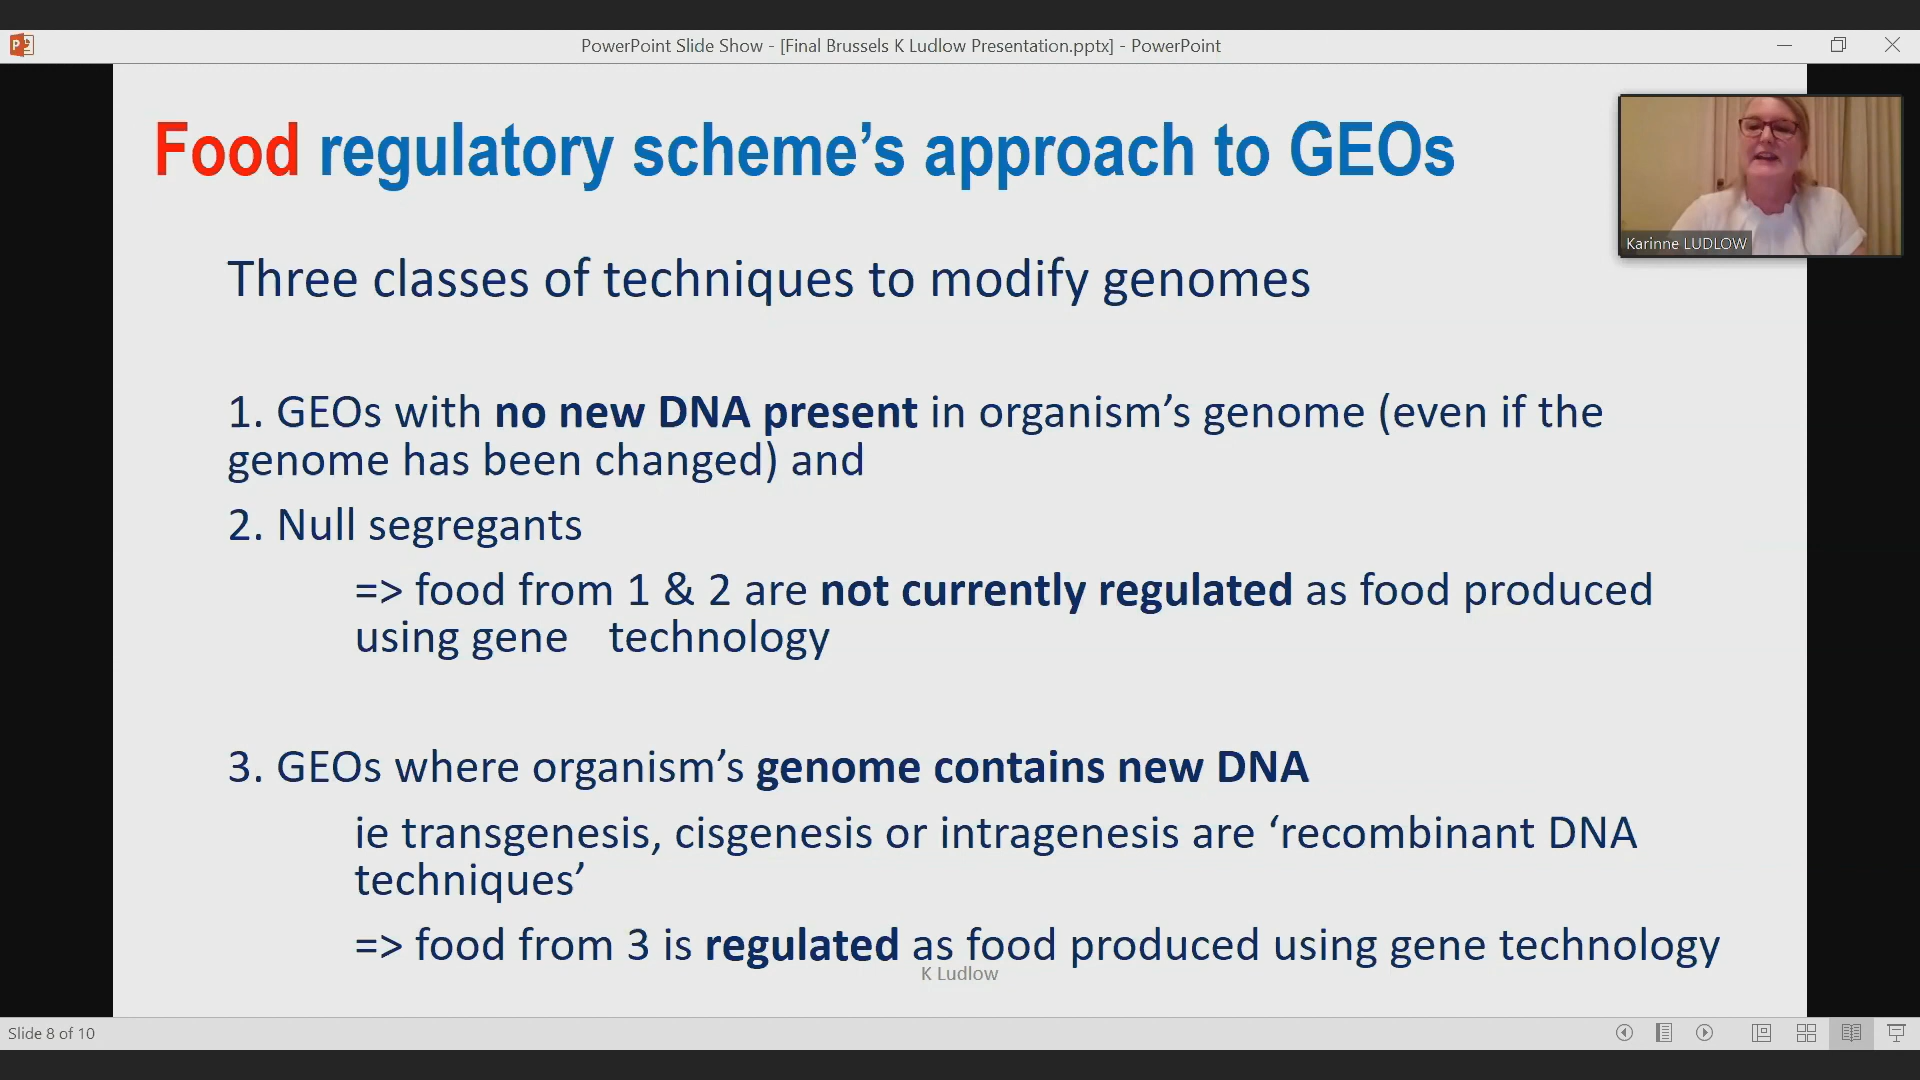 PowerPoint Slide Show - [Final Brussels K Ludlow Presentation.pptx] - PowerPoint
Food regulatory scheme’s approach to GEOs
Karinne LUDLOW
Three classes of techniques to modify genomes
1. GEOs with no new DNA present in organism’s genome (even if the
genome has been changed) and
2. Null segregants
=> food from 1 & 2 are not currently regulated as food produced
using gene technology
3. GEOs where organism’s genome contains new DNA
ie transgenesis, cisgenesis or intragenesis are ‘recombinant DNA
techniques’
=> food from 3 is regulated as food produced using gene technology
K Ludlow
Slide 8 of 10